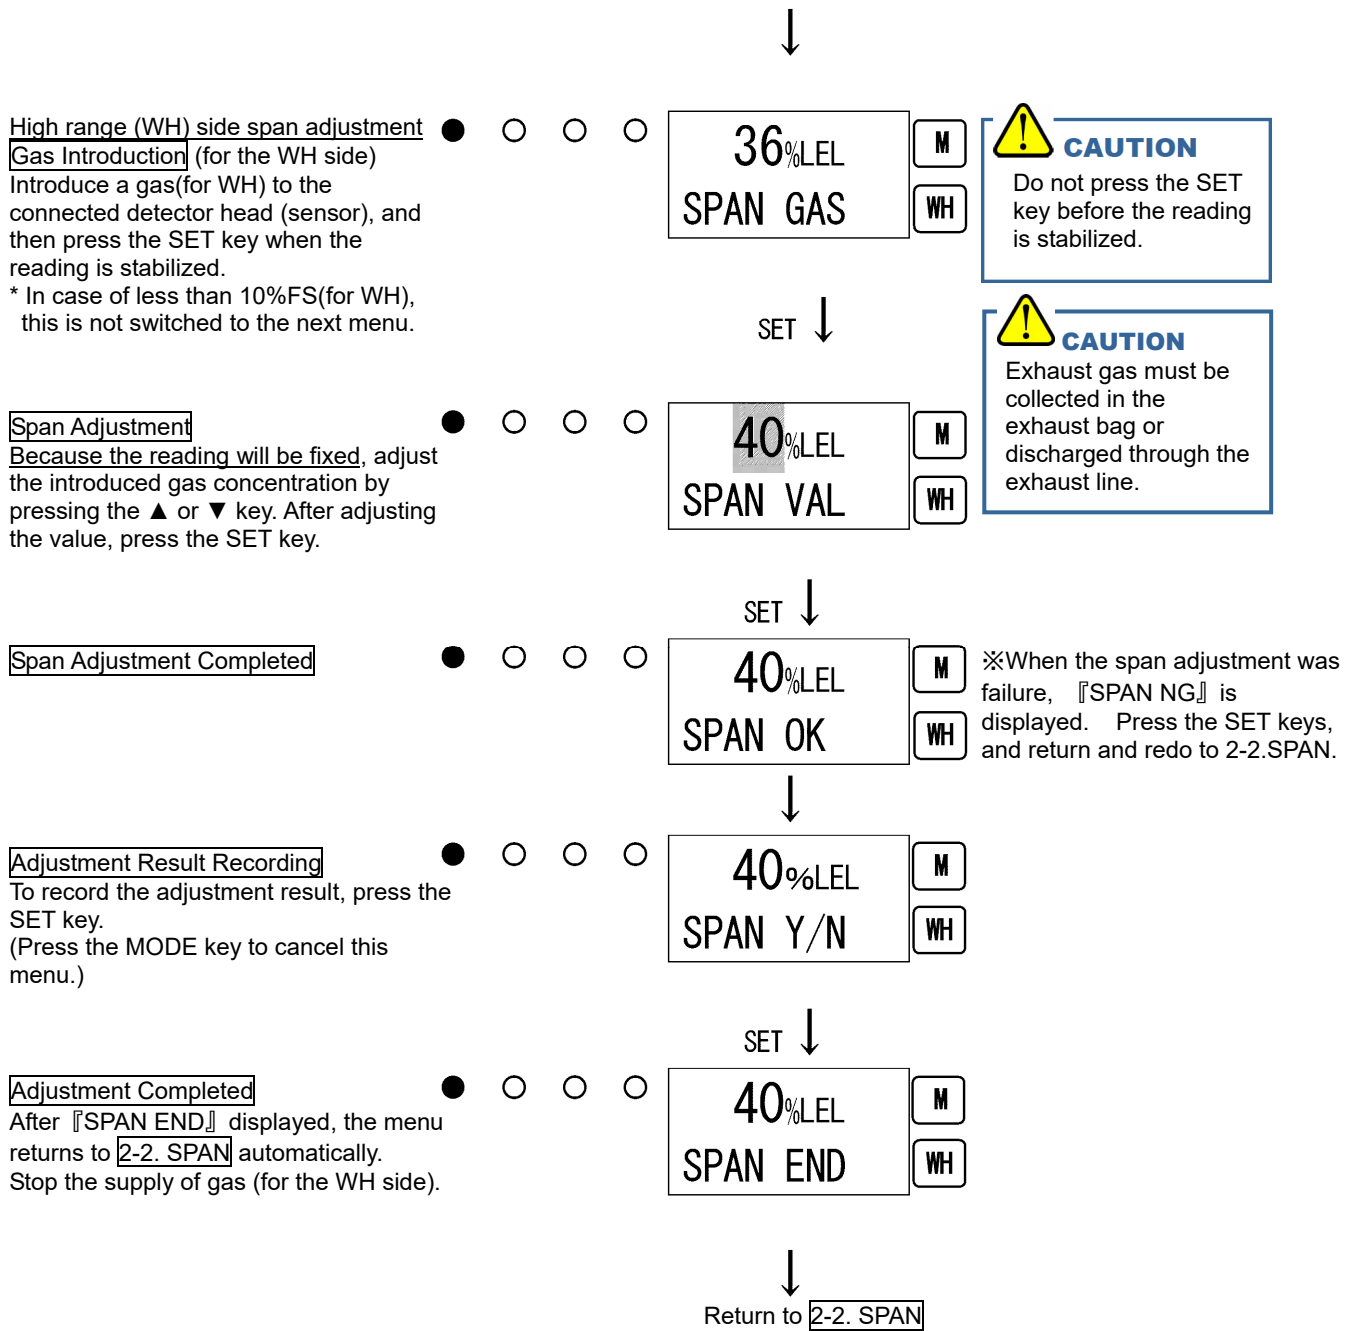 High range (WH) side span adjustment
Gas Introduction (for the WH side)
Introduce a gas(for WH) to the
connected detector head (sensor), and
then press the SET key when the
reading is stabilized.
* In case of less than 10%FS(for WH),
this is not switched to the next menu.
36%LEL
SPAN GAS
M
WH
CAUTION
Do not press the SET
key before the reading
is stabilized.
SET ↓
CAUTION
Exhaust gas must be
collected in the
exhaust bag or
discharged through the
exhaust line.
Span Adjustment
Because the reading will be fixed, adjust
the introduced gas concentration by
pressing the ▲ or ▼ key. After adjusting
the value, press the SET key.
40%LEL
SPAN VAL
M
WH
SET ↓
Span Adjustment Completed
40%LEL
SPAN OK
M
WH
※When the span adjustment was
failure, 『SPAN NG』 is
displayed. Press the SET keys,
and return and redo to 2-2.SPAN.
Adjustment Result Recording
To record the adjustment result, press the
SET key.
(Press the MODE key to cancel this
menu.)
40%LEL
SPAN Y/N
M
WH
SET ↓
Adjustment Completed
After 『SPAN END』 displayed, the menu
returns to 2-2. SPAN automatically.
Stop the supply of gas (for the WH side).
40%LEL
SPAN END
M
WH
Return to 2-2. SPAN